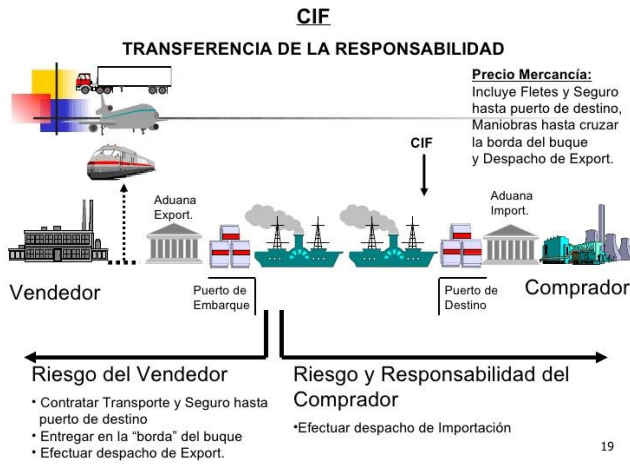 CIF
TRANSFERENCIA DE LA RESPONSABILIDAD
Precio Mercancía:
Incluye Fletes y Seguro
hasta puerto de destino,
Maniobras hasta cruzar
la borda del buque
y Despacho de Export.
CIF
Aduana
Export.
Aduana
Import.
Vendedor
Puerto de
Embarque
Puerto de
Destino
Comprador
Riesgo del Vendedor
• Contratar Transporte y Seguro hasta
puerto de destino
• Entregar en la “borda” del buque
• Efectuar despacho de Export.
Riesgo y Responsabilidad del
Comprador
•Efectuar despacho de Importación
19